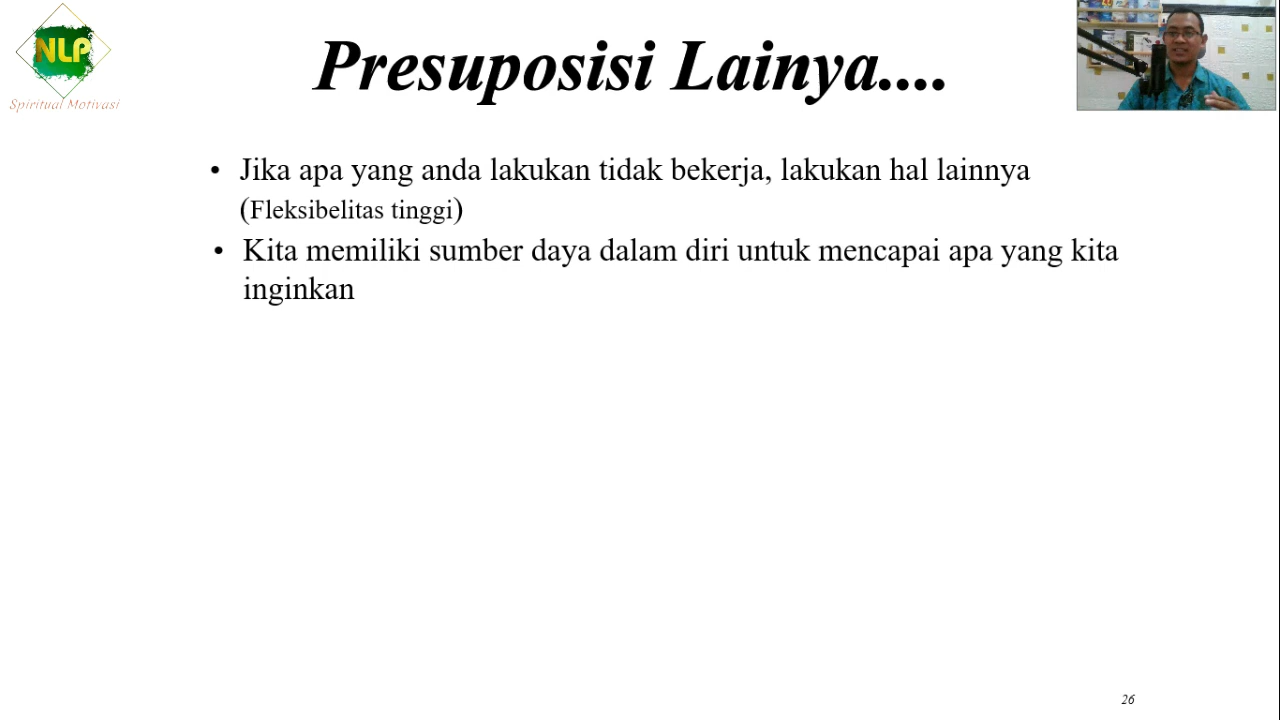 NLP
Spiritual Motivasi
Presuposisi Lainya....
• Jika apa yang anda lakukan tidak bekerja, lakukan hal lainnya
(Fleksibelitas tinggi)
• Kita memiliki sumber daya dalam diri untuk mencapai apa yang kita
inginkan
26